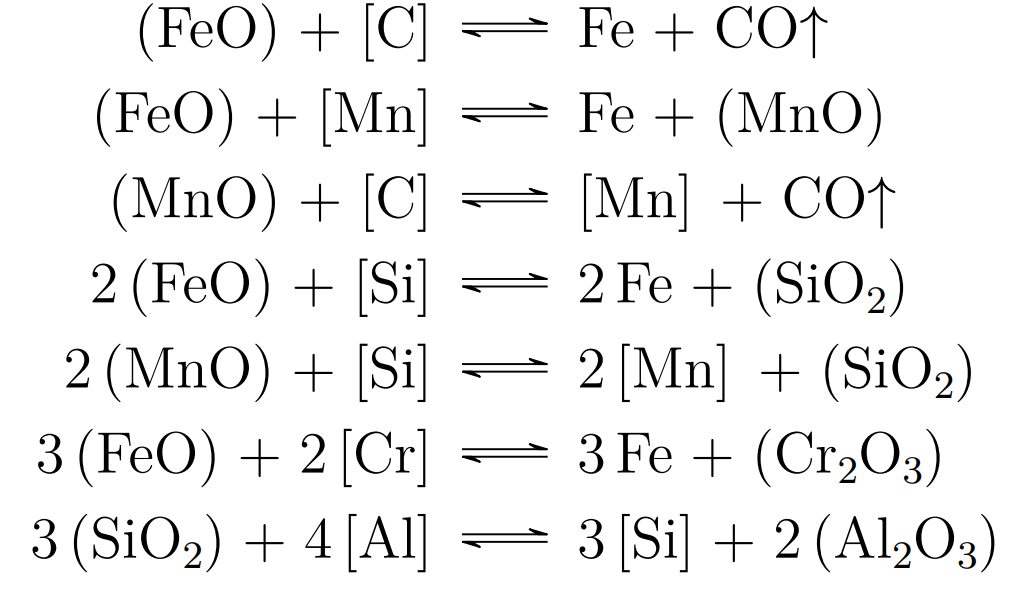 (FeO) + [C] ⇌ Fe + CO↑
(FeO) + [Mn] ⇌ Fe + (MnO)
(MnO) + [C] ⇌ [Mn] + CO↑
2 (FeO) + [Si] ⇌ 2 Fe + (SiO₂)
2 (MnO) + [Si] ⇌ 2 [Mn] + (SiO₂)
3 (FeO) + 2 [Cr] ⇌ 3 Fe + (Cr₂O₃)
3 (SiO₂) + 4 [Al] ⇌ 3 [Si] + 2 (Al₂O₃)